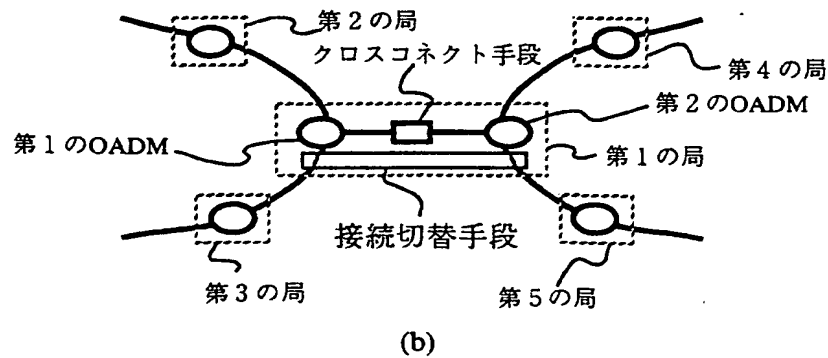 第2の局
クロスコネクト手段
第4の局
第2のOADM
第1のOADM
第1の局
接続切替手段
第3の局
第5の局
(b)